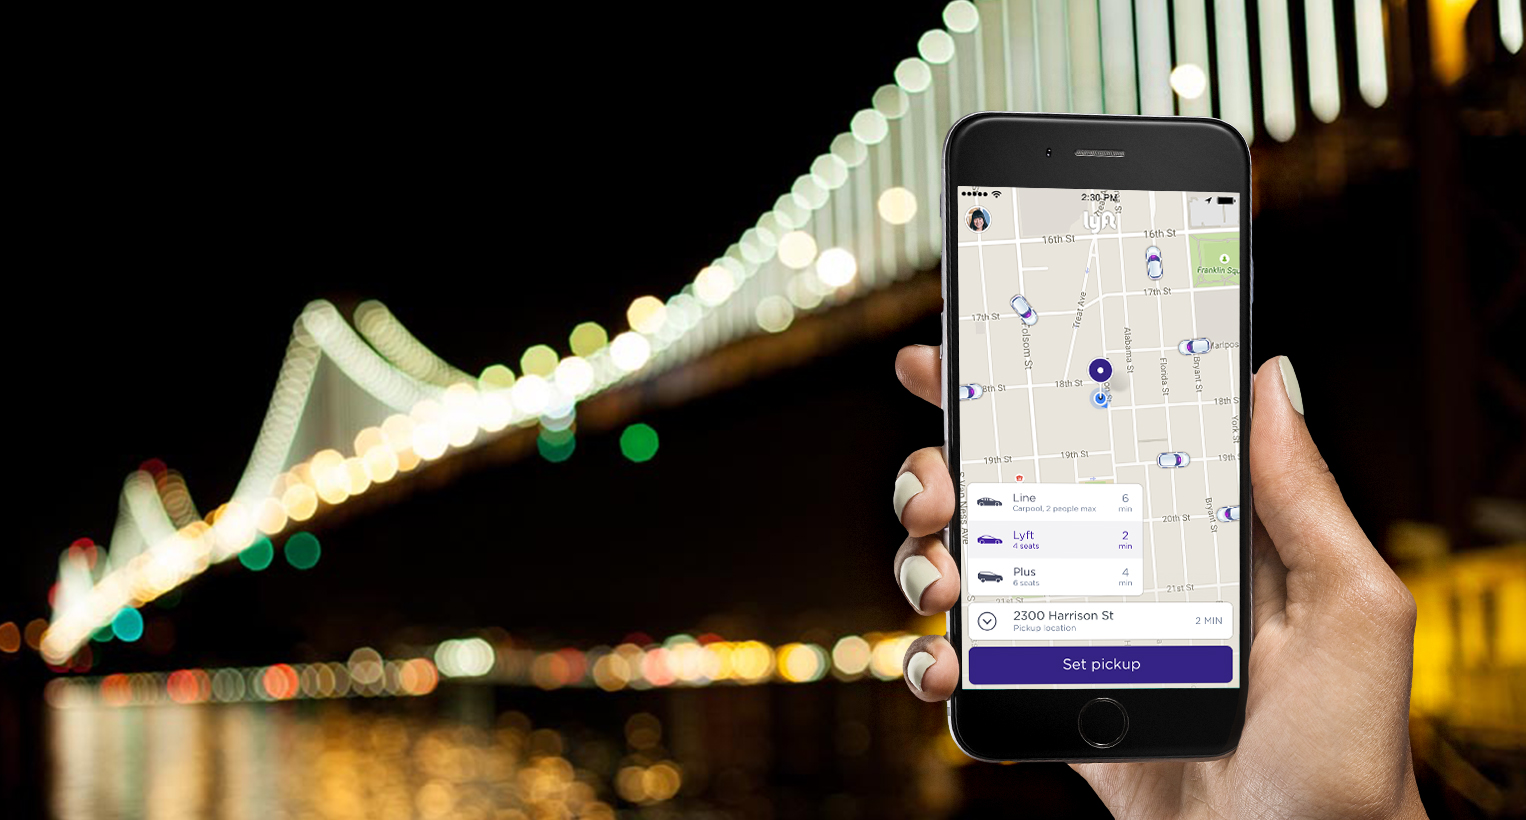 2:30 PM
lyft
16th St
16th St
Franklin Squ
17th St
17th St
Treat Ave
Folsom St
Alabama St
Florida St
Bryant St
Mariposa
8th St
18th St
18th S
York St
19th St
19th St
19th
S Van Ness Ave
Bryant St
20th St
21st St
21st St
Line
6
Carpool, 2 people max
min
Lyft
2
4 seats
min
Plus
4
6 seats
min
2300 Harrison St
2 MIN
Pickup location
Set pickup